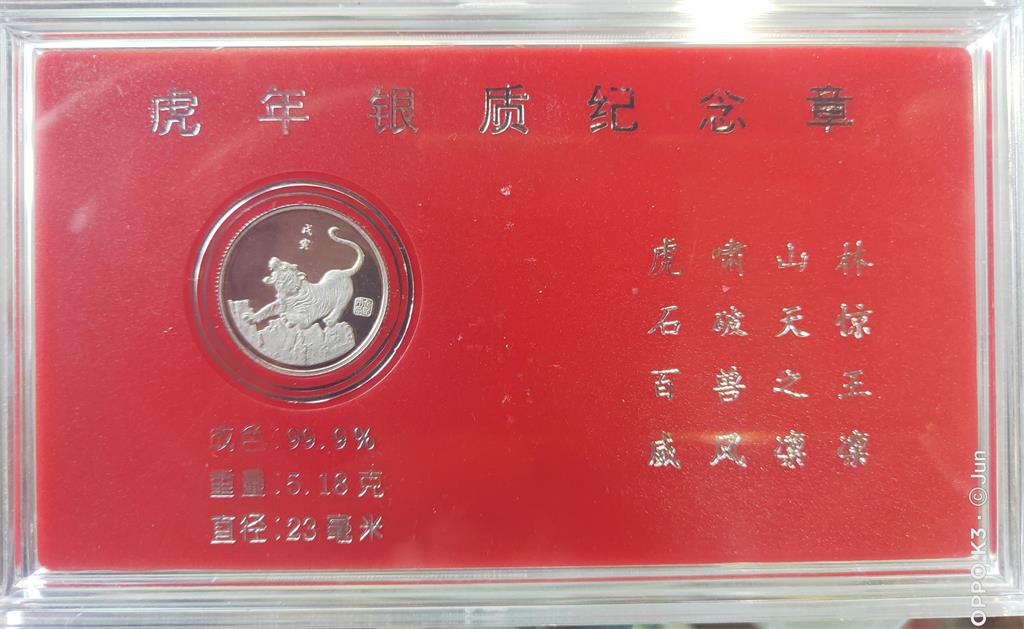 虎年银质纪念章
戊寅
虎啸山林
石破天惊
百兽之王
威风凛凛
成色:99.9%
重量:5.18克
直径:23毫米
OPPO K3 · ©Jun